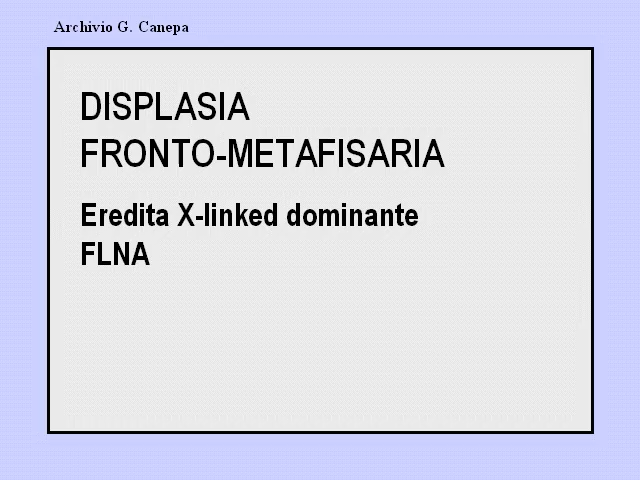 Archivio G. Canepa
DISPLASIA
FRONTO-METAFISARIA
Eredita X-linked dominante
FLNA